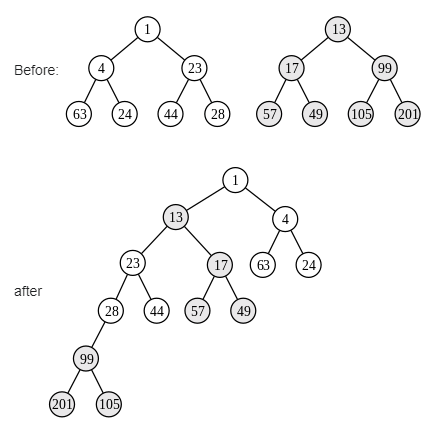 1 13
Before: 4 23 17 99
63 24 44 28 57 49 105 201
1
13 4
23 17 63 24
after 28 44 57 49
99
201 105